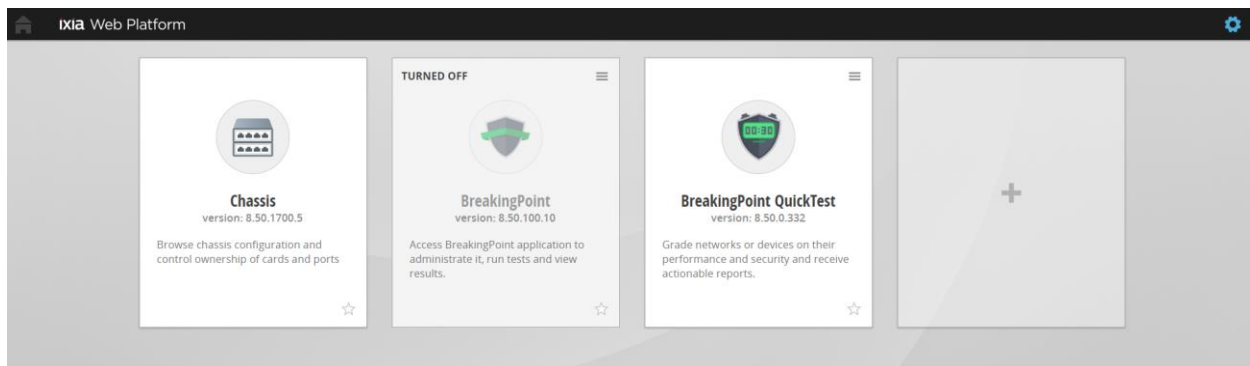 ixia Web Platform
Chassis
version: 8.50.1700.5
Browse chassis configuration and
control ownership of cards and ports
TURNED OFF
BreakingPoint
version: 8.50.100.10
Access BreakingPoint application to
administrate it, run tests and view
results.
00:30
BreakingPoint QuickTest
version: 8.50.0.332
Grade networks or devices on their
performance and security and receive
actionable reports.
+